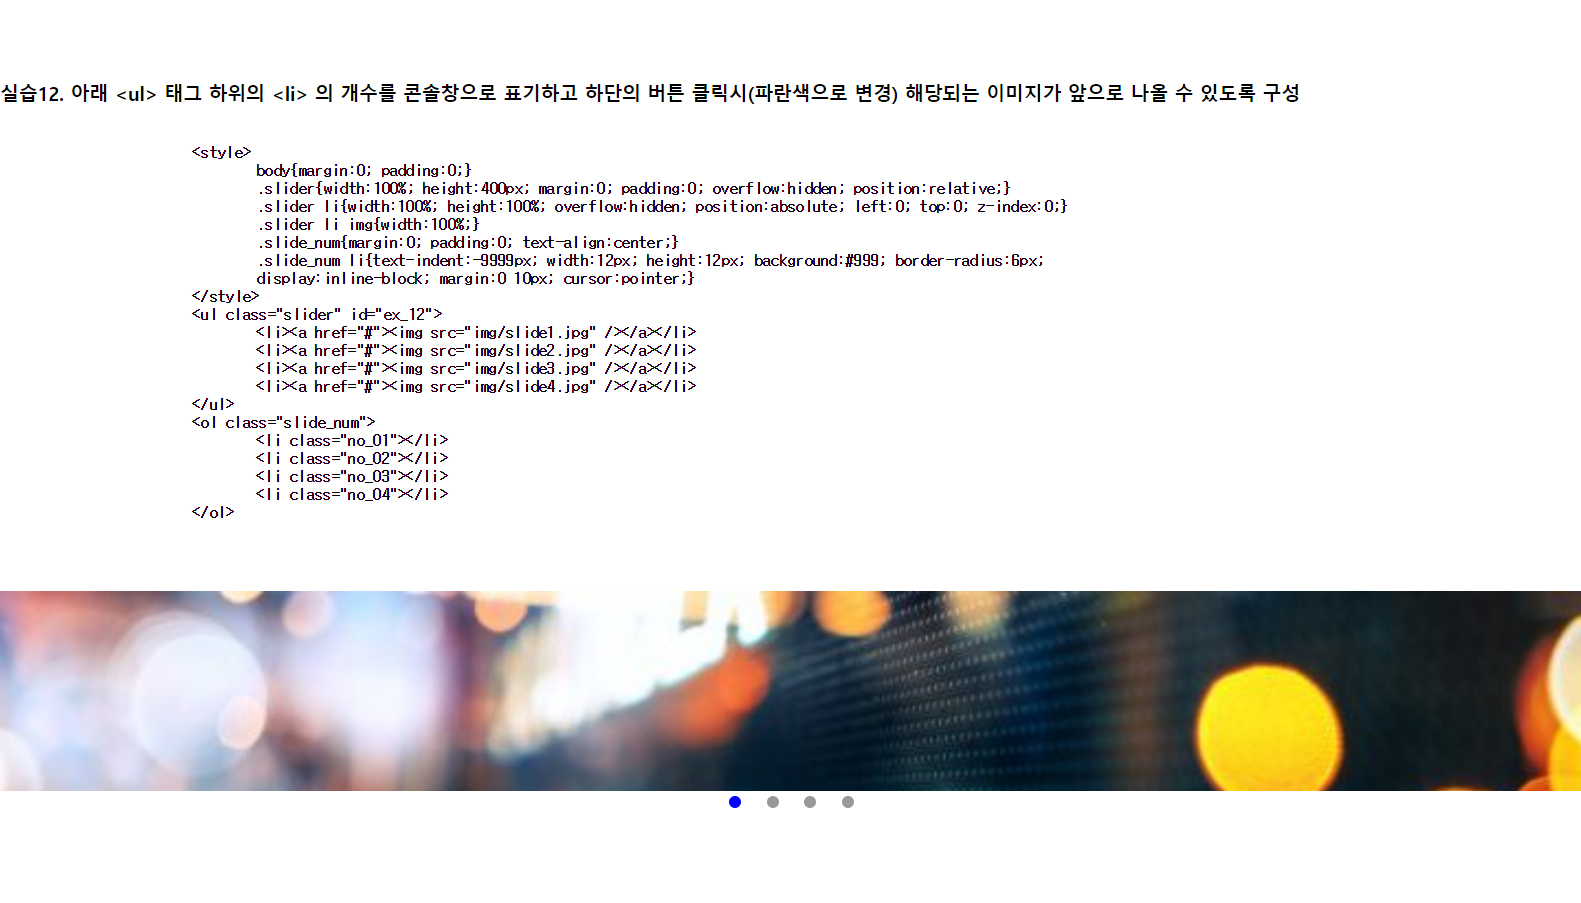 실습12. 아래 <ul> 태그 하위의 <li> 의 개수를 콘솔창으로 표기하고 하단의 버튼 클릭시(파란색으로 변경) 해당되는 이미지가 앞으로 나올 수 있도록 구성
<style>
body{margin:0; padding:0;}
.slider{width:100%; height:400px; margin:0; padding:0; overflow:hidden; position:relative;}
.slider li{width:100%; height:100%; overflow:hidden; position:absolute; left:0; top:0; z-index:0;}
.slider li img{width:100%;}
.slide_num{margin:0; padding:0; text-align:center;}
.slide_num li{text-indent:-9999px; width:12px; height:12px; background:#999; border-radius:6px;
display:inline-block; margin:0 10px; cursor:pointer;}
</style>
<ul class="slider" id="ex_12">
<li><a href="#"><img src="img/slide1.jpg" /></a></li>
<li><a href="#"><img src="img/slide2.jpg" /></a></li>
<li><a href="#"><img src="img/slide3.jpg" /></a></li>
<li><a href="#"><img src="img/slide4.jpg" /></a></li>
</ul>
<ol class="slide_num">
<li class="no_01"></li>
<li class="no_02"></li>
<li class="no_03"></li>
<li class="no_04"></li>
</ol>